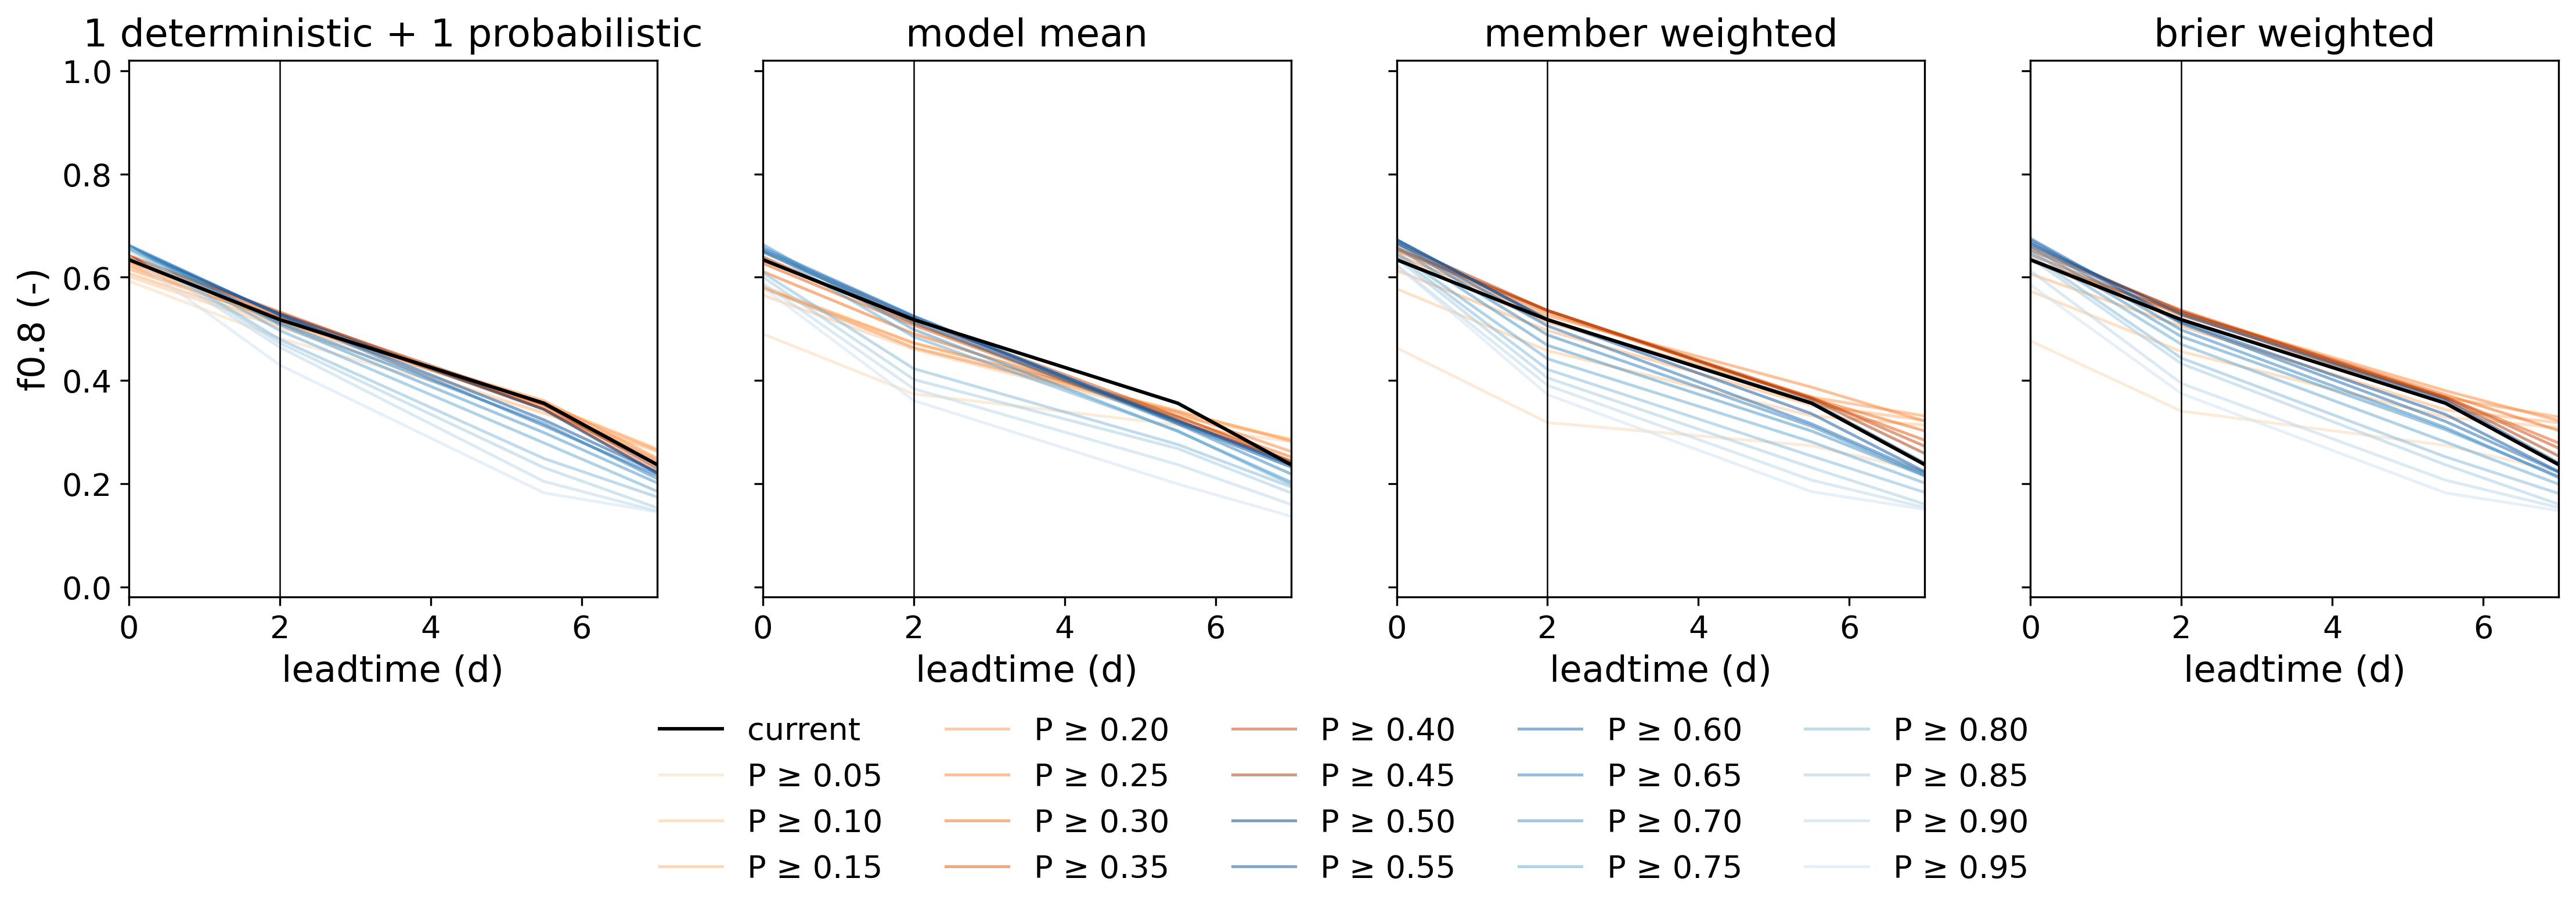 1 deterministic + 1 probabilistic
model mean
member weighted
brier weighted
f0.8 (-)
1.0
0.8
0.6
0.4
0.2
0.0
0 2 4 6
0 2 4 6
0 2 4 6
0 2 4 6
leadtime (d)
leadtime (d)
leadtime (d)
leadtime (d)
current
P ≥ 0.05
P ≥ 0.10
P ≥ 0.15
P ≥ 0.20
P ≥ 0.25
P ≥ 0.30
P ≥ 0.35
P ≥ 0.40
P ≥ 0.45
P ≥ 0.50
P ≥ 0.55
P ≥ 0.60
P ≥ 0.65
P ≥ 0.70
P ≥ 0.75
P ≥ 0.80
P ≥ 0.85
P ≥ 0.90
P ≥ 0.95